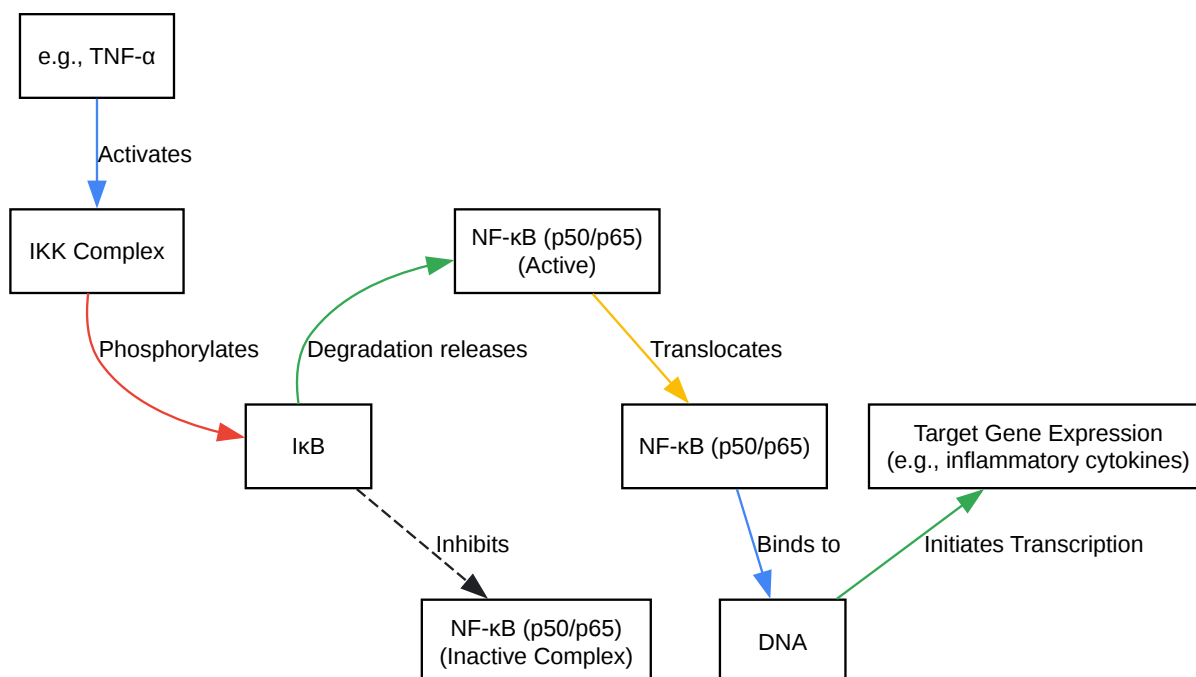 e.g., TNF-α
Activates
IKK Complex
NF-κB (p50/p65)
(Active)
Phosphorylates
Degradation releases
Translocates
IκB
NF-κB (p50/p65)
Target Gene Expression
(e.g., inflammatory cytokines)
Inhibits
Binds to
Initiates Transcription
NF-κB (p50/p65)
(Inactive Complex)
DNA